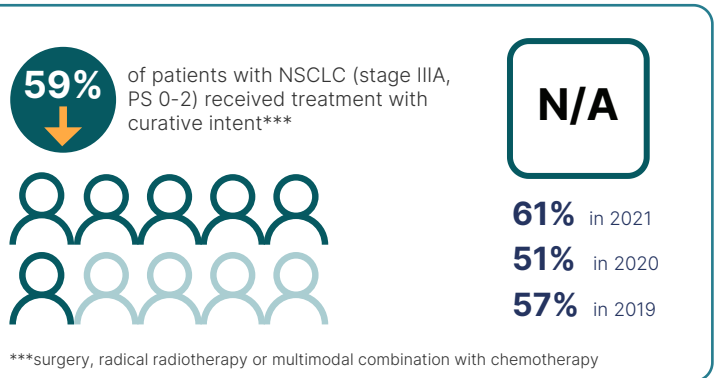 59%
of patients with NSCLC (stage IIIA,
PS 0-2) received treatment with
curative intent***
N/A
61% in 2021
51% in 2020
57% in 2019
***surgery, radical radiotherapy or multimodal combination with chemotherapy